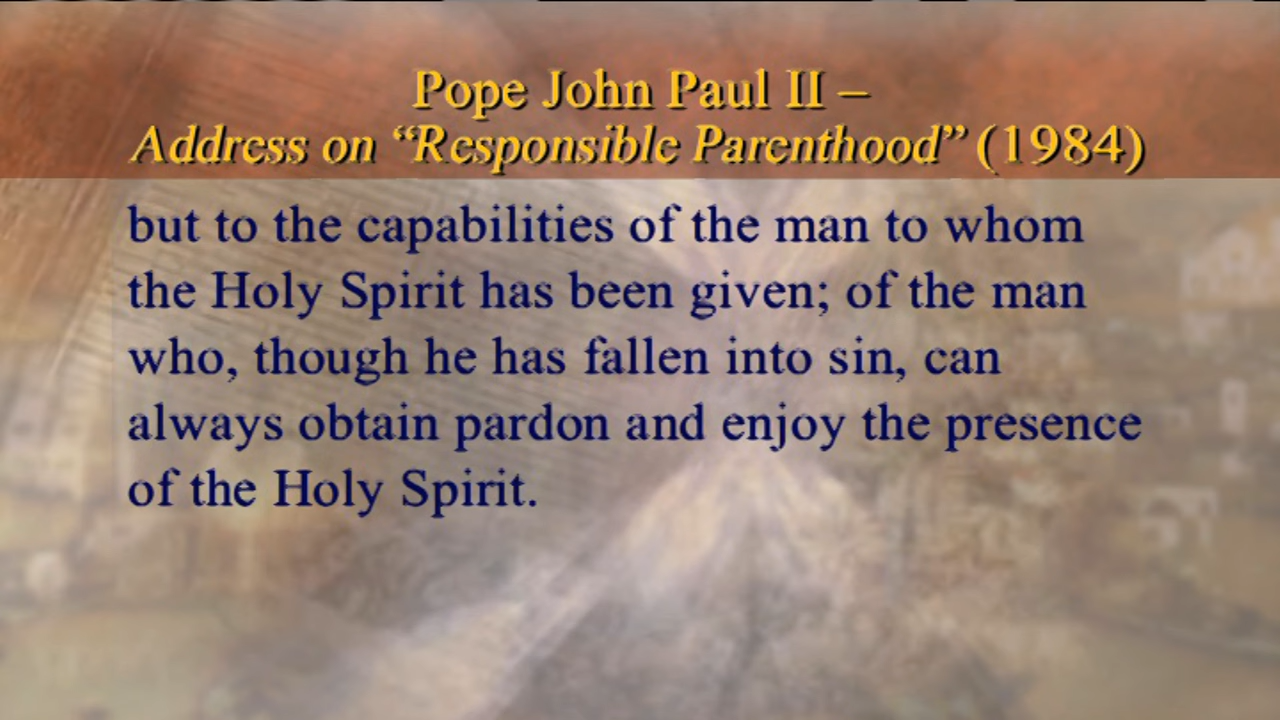 Pope John Paul II –
Address on “Responsible Parenthood” (1984)
but to the capabilities of the man to whom
the Holy Spirit has been given; of the man
who, though he has fallen into sin, can
always obtain pardon and enjoy the presence
of the Holy Spirit.